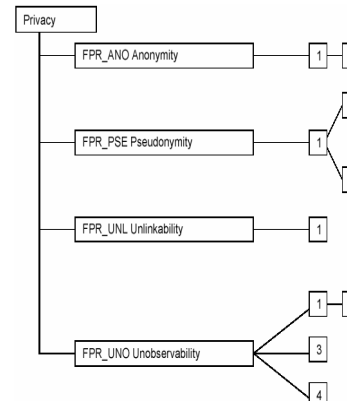 Privacy
FPR_ANO Anonymity 1
FPR_PSE Pseudonymity 1
FPR_UNL Unlinkability 1
1
FPR_UNO Unobservability 3
4